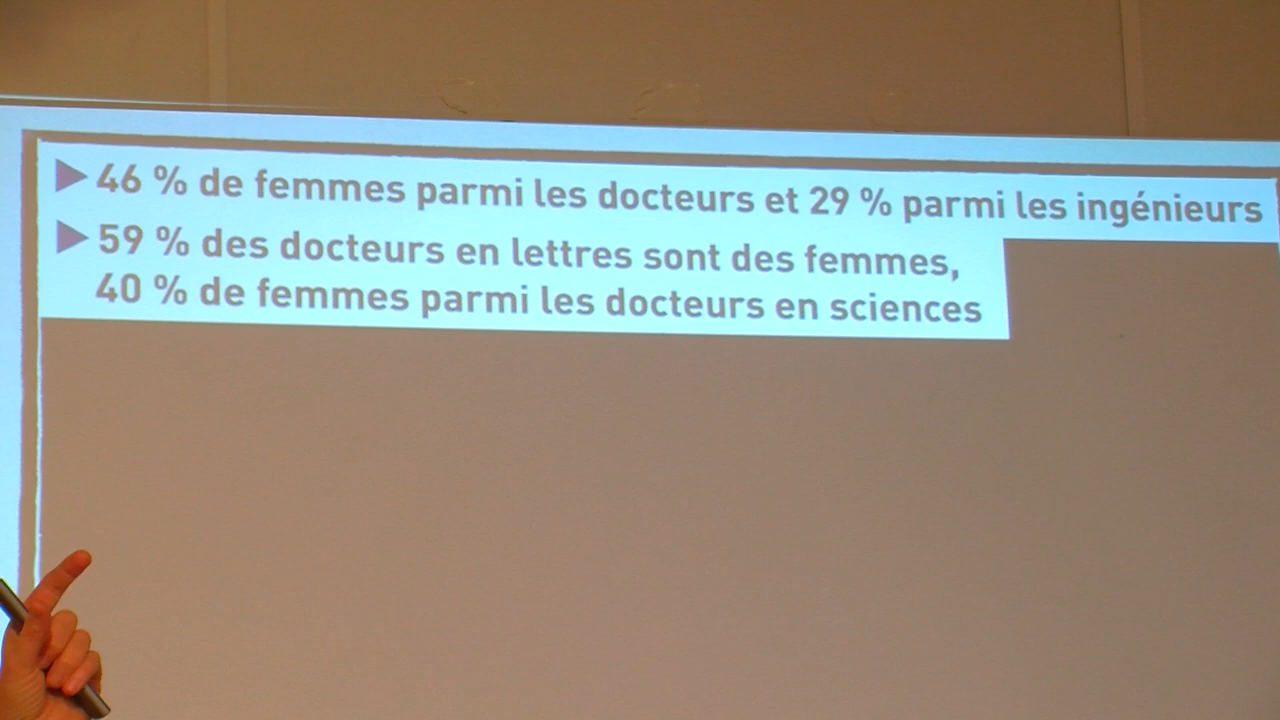 46 % de femmes parmi les docteurs et 29 % parmi les ingénieurs
59 % des docteurs en lettres sont des femmes,
40 % de femmes parmi les docteurs en sciences